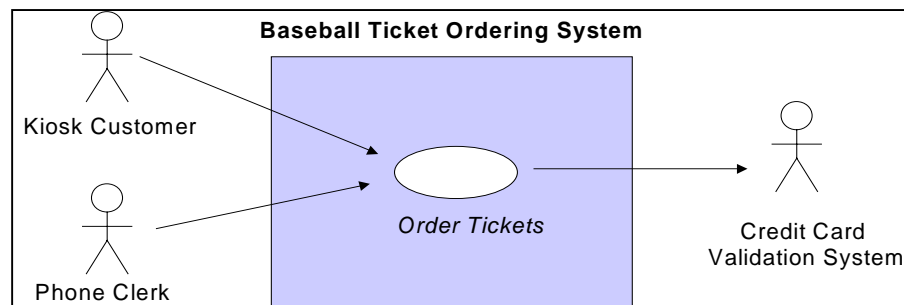 Baseball Ticket Ordering System
Kiosk Customer
Order Tickets
Phone Clerk
Credit Card
Validation System